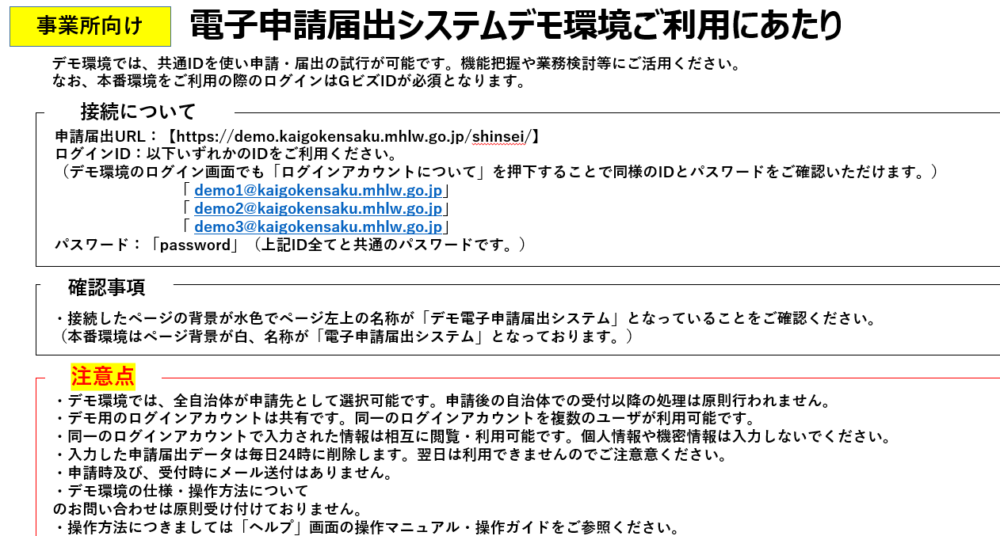 事業所向け
電子申請届出システムデモ環境ご利用にあたり
デモ環境では、共通IDを使い申請・届出の試行が可能です。機能把握や業務検討等にご活用ください。
なお、本番環境をご利用の際のログインはGビズIDが必須となります。
接続について
申請届出URL：【https://demo.kaigokensaku.mhlw.go.jp/shinsei/】
ログインID：以下いずれかのIDをご利用ください。
（デモ環境のログイン画面でも「ログインアカウントについて」を押下することで同様のIDとパスワードをご確認いただけます。）
「 demo1@kaigokensaku.mhlw.go.jp」
「 demo2@kaigokensaku.mhlw.go.jp」
「 demo3@kaigokensaku.mhlw.go.jp」
パスワード：「password」（上記ID全てと共通のパスワードです。）
確認事項
・接続したページの背景が水色でページ左上の名称が「デモ電子申請届出システム」となっていることをご確認ください。
（本番環境はページ背景が白、名称が「電子申請届出システム」となっております。）
注意点
・デモ環境では、全自治体が申請先として選択可能です。申請後の自治体での受付以降の処理は原則行われません。
・デモ用のログインアカウントは共有です。同一のログインアカウントを複数のユーザが利用可能です。
・同一のログインアカウントで入力された情報は相互に閲覧・利用可能です。個人情報や機密情報は入力しないでください。
・入力した申請届出データは毎日24時に削除します。翌日は利用できませんのでご注意意ください。
・申請時及び、受付時にメール送付はありません。
・デモ環境の仕様・操作方法について
のお問い合わせは原則受け付けておりません。
・操作方法につきましては「ヘルプ」画面の操作マニュアル・操作ガイドをご参照ください。